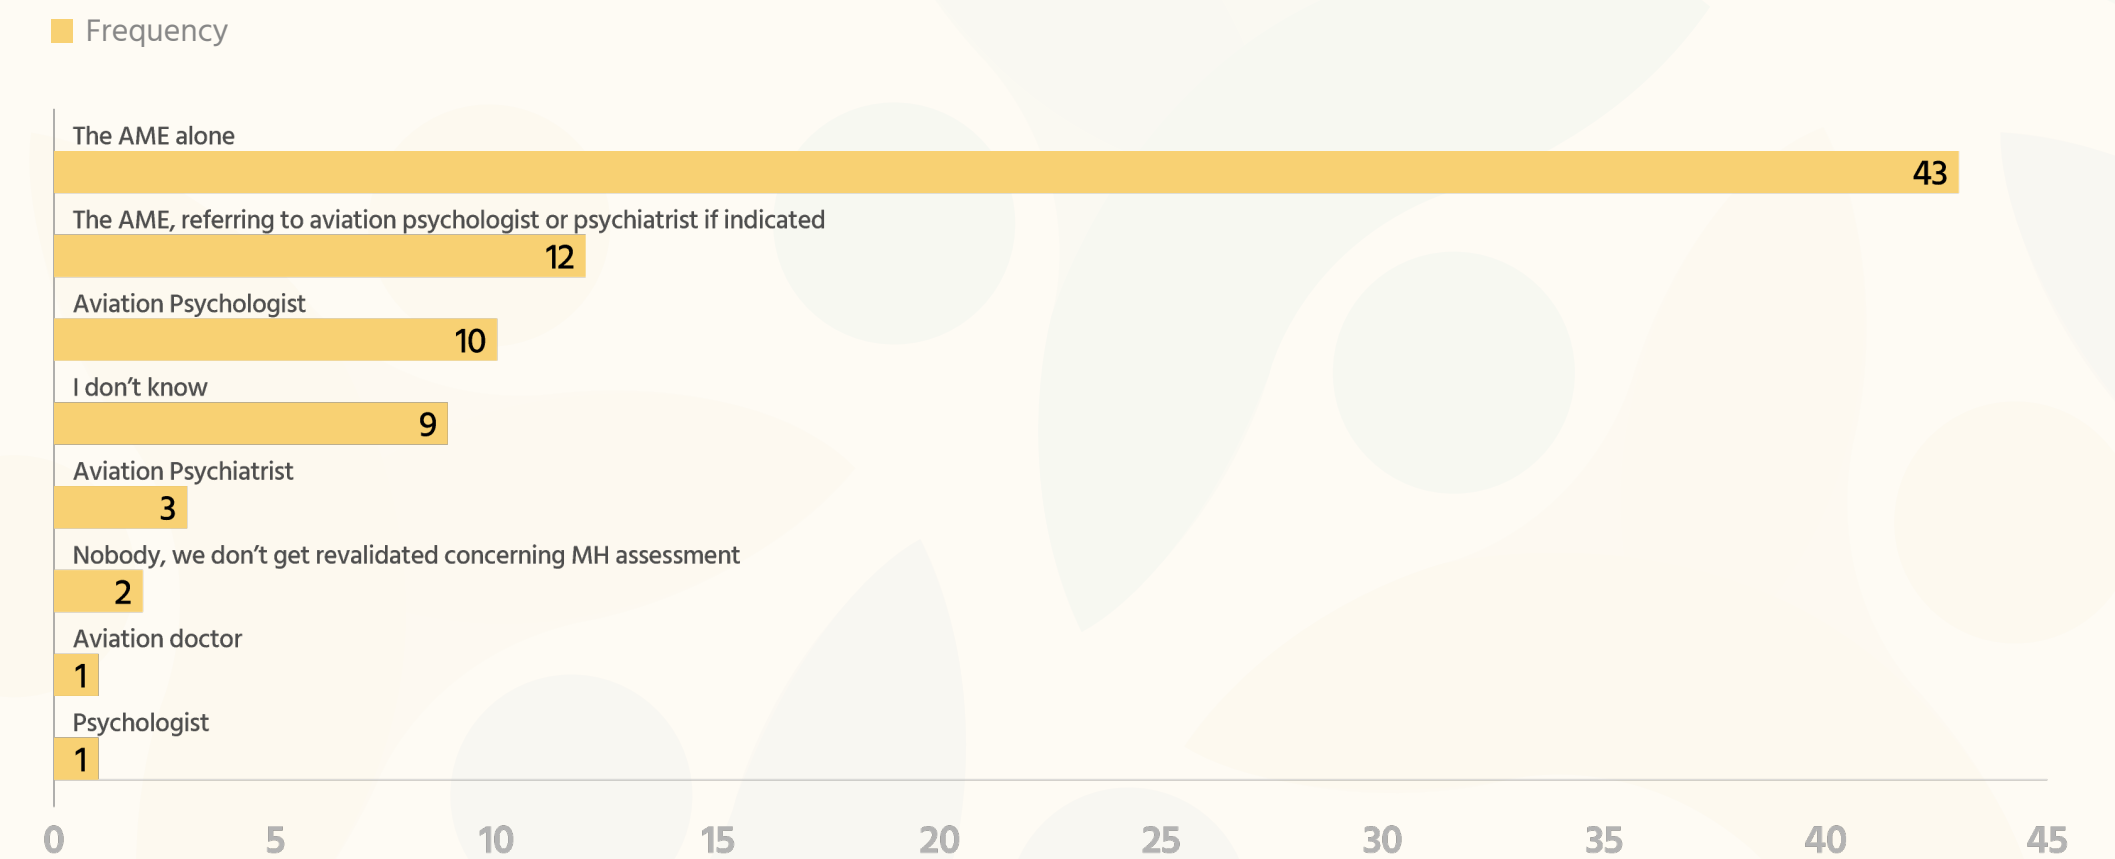 Frequency
The AME alone
43
The AME, referring to aviation psychologist or psychiatrist if indicated
12
Aviation Psychologist
10
I don’t know
9
Aviation Psychiatrist
3
Nobody, we don’t get revalidated concerning MH assessment
2
Aviation doctor
1
Psychologist
1
0 5 10 15 20 25 30 35 40 45